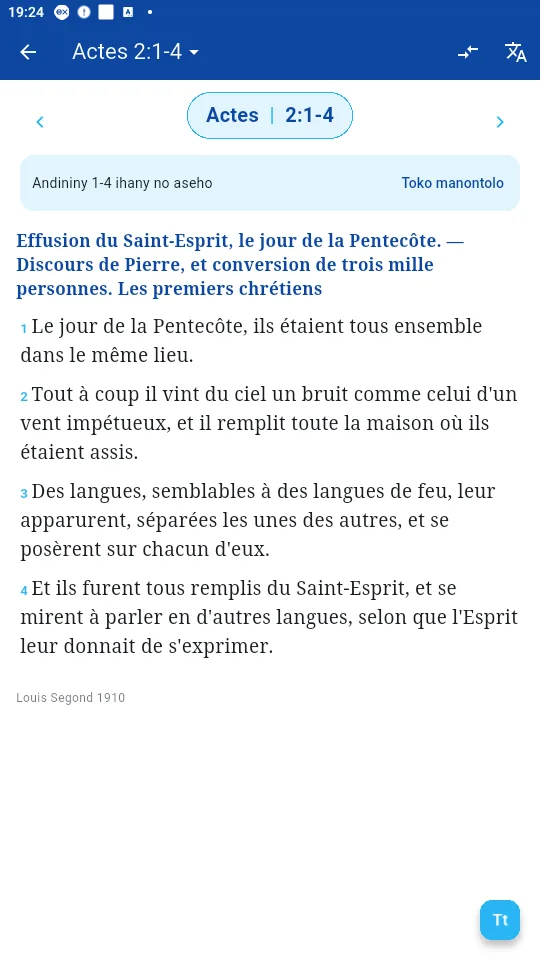 19:24
Actes 2:1-4
Actes | 2:1-4
Andininy 1-4 ihany no aseho
Toko manontolo
Effusion du Saint-Esprit, le jour de la Pentecôte. —
Discours de Pierre, et conversion de trois mille
personnes. Les premiers chrétiens
1 Le jour de la Pentecôte, ils étaient tous ensemble
dans le même lieu.
2 Tout à coup il vint du ciel un bruit comme celui d'un
vent impétueux, et il remplit toute la maison où ils
étaient assis.
3 Des langues, semblables à des langues de feu, leur
apparurent, séparées les unes des autres, et se
posèrent sur chacun d'eux.
4 Et ils furent tous remplis du Saint-Esprit, et se
mirent à parler en d'autres langues, selon que l'Esprit
leur donnait de s'exprimer.
Louis Segond 1910
Tt